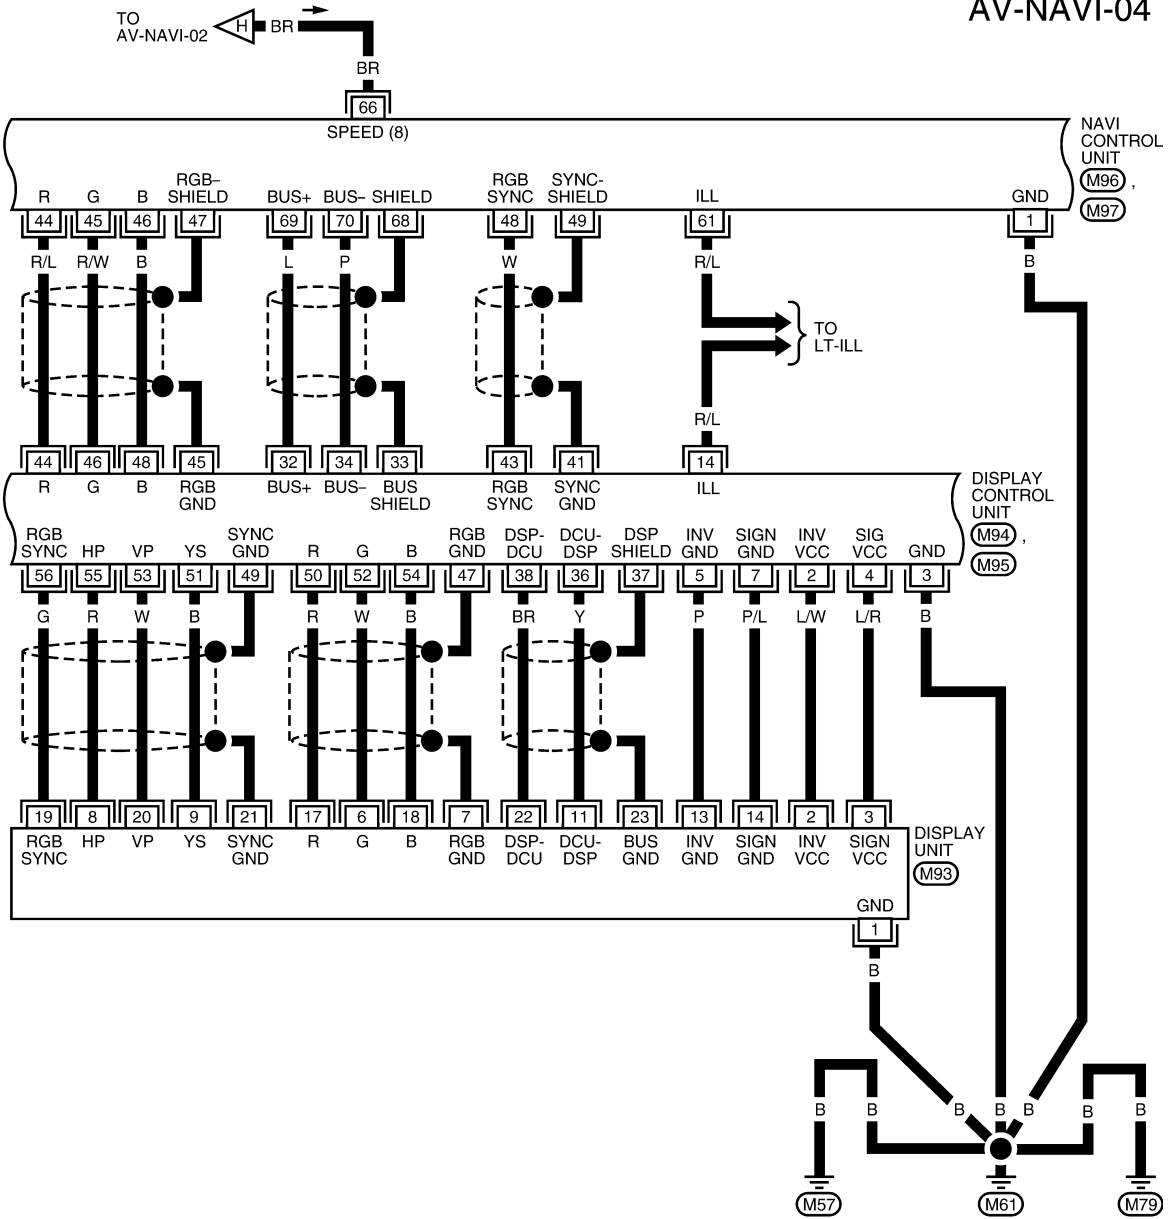 AV-NAVI-04
TO
AV-NAVI-02
H
BR
BR
66
SPEED (8)
NAVI
CONTROL
UNIT
M96 ,
M97
R G B RGB–
SHIELD BUS+ BUS– SHIELD RGB
SYNC SYNC-
SHIELD ILL GND
44 45 46 47 69 70 68 48 49 61 1
R/L R/W B L P W R/L B
TO
LT-ILL
R/L
44 46 48 45 32 34 33 43 41 14
R G B RGB
GND BUS+ BUS– BUS
SHIELD RGB
SYNC SYNC
GND ILL
DISPLAY
CONTROL
UNIT
M94 ,
M95
RGB
SYNC HP VP YS SYNC
GND R G B RGB
GND DSP-
DCU DCU-
DSP DSP
SHIELD INV
GND SIGN
GND INV
VCC SIG
VCC GND
56 55 53 51 49 50 52 54 47 38 36 37 5 7 2 4 3
G R W B R W B BR Y P P/L L/W L/R B
19 8 20 9 21 17 6 18 7 22 11 23 13 14 2 3
RGB
SYNC HP VP YS SYNC
GND R G B RGB
GND DSP-
DCU DCU-
DSP BUS
GND INV
GND SIGN
GND INV
VCC SIGN
VCC
DISPLAY
UNIT
M93
GND
1
B
B B B B B B B
M57 M61 M79